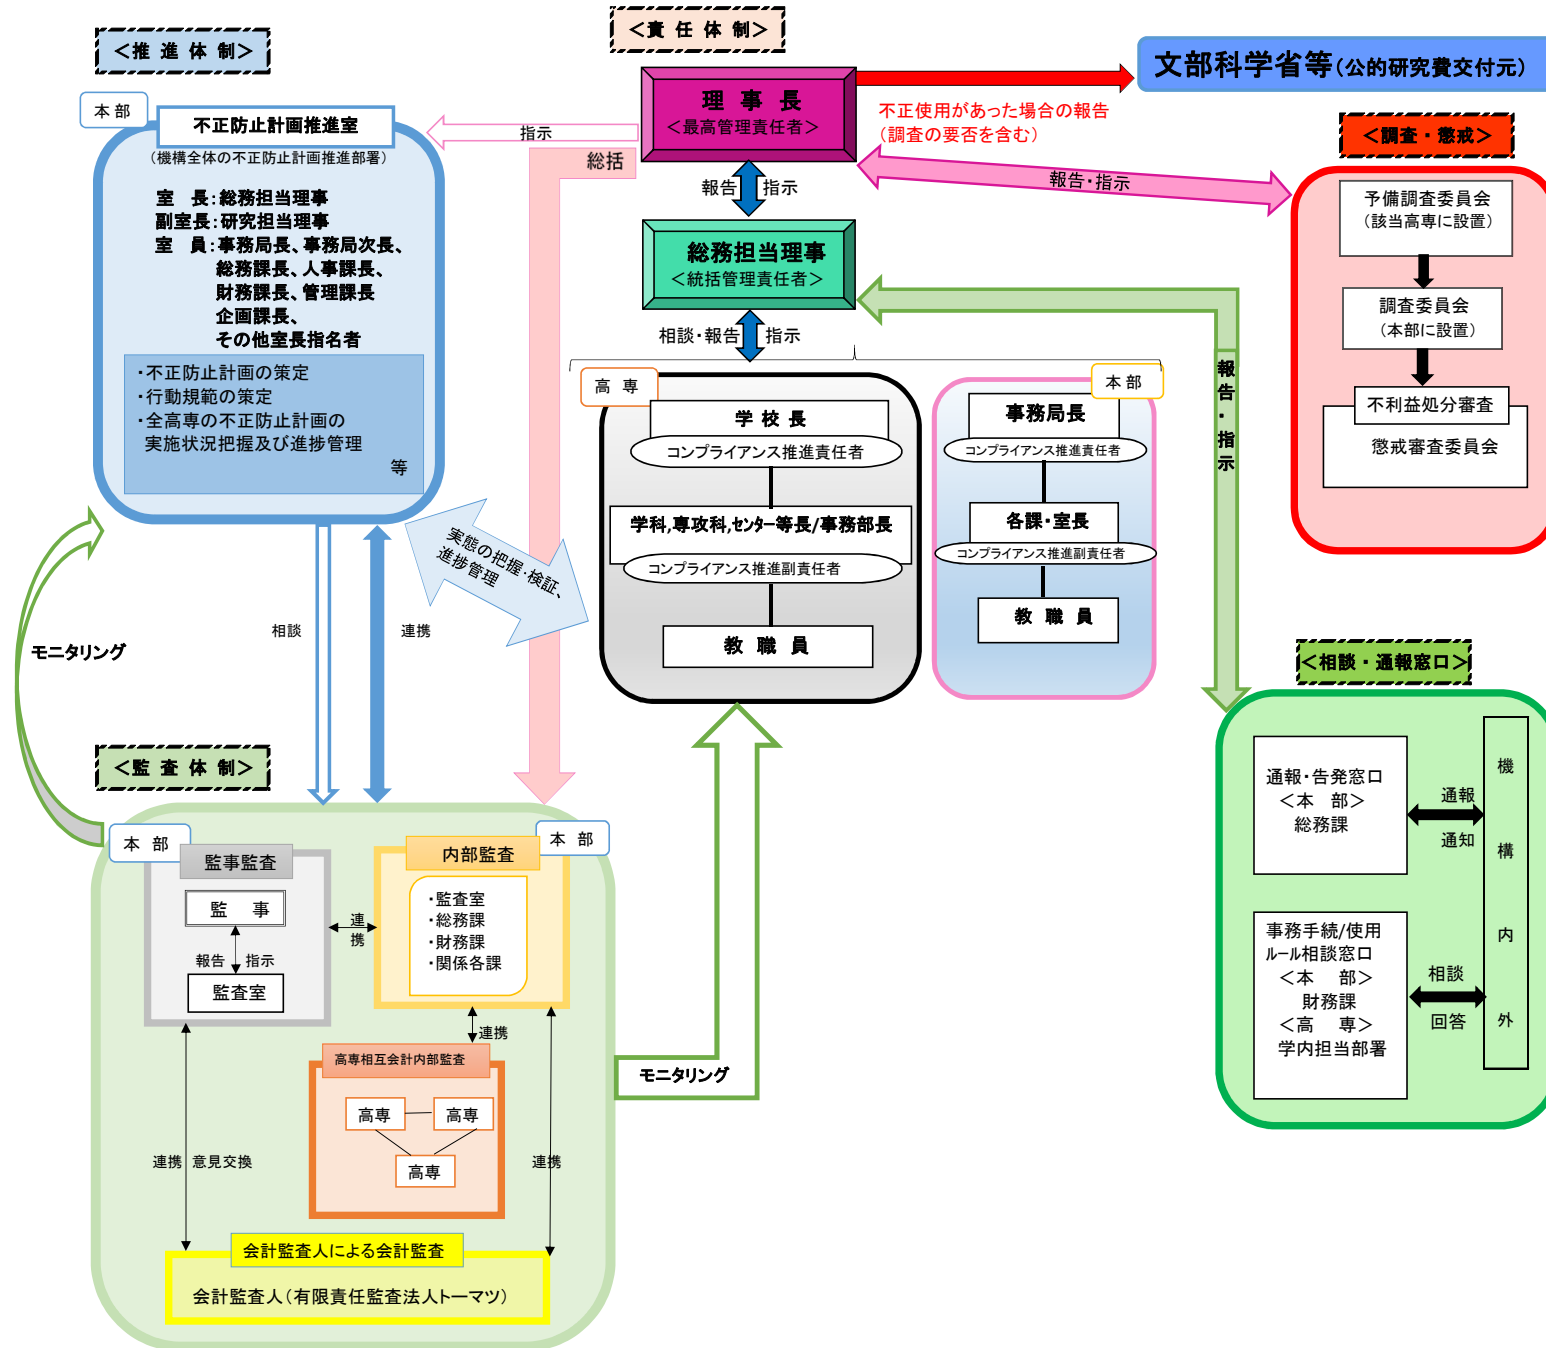 ＜推 進 体 制＞
＜責 任 体 制＞
文部科学省等(公的研究費交付元)
本部
不正防止計画推進室
（機構全体の不正防止計画推進部署）
室　長：総務担当理事
副室長：研究担当理事
室　員：事務局長、事務局次長、
総務課長、人事課長、
財務課長、管理課長
企画課長、
その他室長指名者
・不正防止計画の策定
・行動規範の策定
・全高専の不正防止計画の
実施状況把握及び進捗管理
等
理 事 長
＜最高管理責任者＞
指示
総括
不正使用があった場合の報告
（調査の要否を含む）
報告・指示
報告
指示
総務担当理事
＜統括管理責任者＞
相談・報告
指示
高 専
学 校 長
コンプライアンス推進責任者
学科,専攻科,ｾﾝﾀｰ等長/事務部長
コンプライアンス推進副責任者
教 職 員
本部
事務局長
コンプライアンス推進責任者
各課・室長
コンプライアンス推進副責任者
教 職 員
報告・指示
＜調査・懲戒＞
予備調査委員会
（該当高専に設置）
調査委員会
（本部に設置）
不利益処分審査
懲戒審査委員会
実態の把握・検証、
進捗管理
相談
連携
モニタリング
＜監 査 体 制＞
本 部
監事監査
監　事
報告
指示
監査室
連携
本 部
内部監査
・監査室
・総務課
・財務課
・関係各課
連携
高専相互会計内部監査
高専
高専
高専
連携
意見交換
連携
会計監査人による会計監査
会計監査人（有限責任監査法人トーマツ）
モニタリング
＜相談・通報窓口＞
通報・告発窓口
＜本　部＞
総務課
通報
通知
事務手続/使用
ﾙｰﾙ相談窓口
＜本　部＞
財務課
＜高　専＞
学内担当部署
相談
回答
機構内外